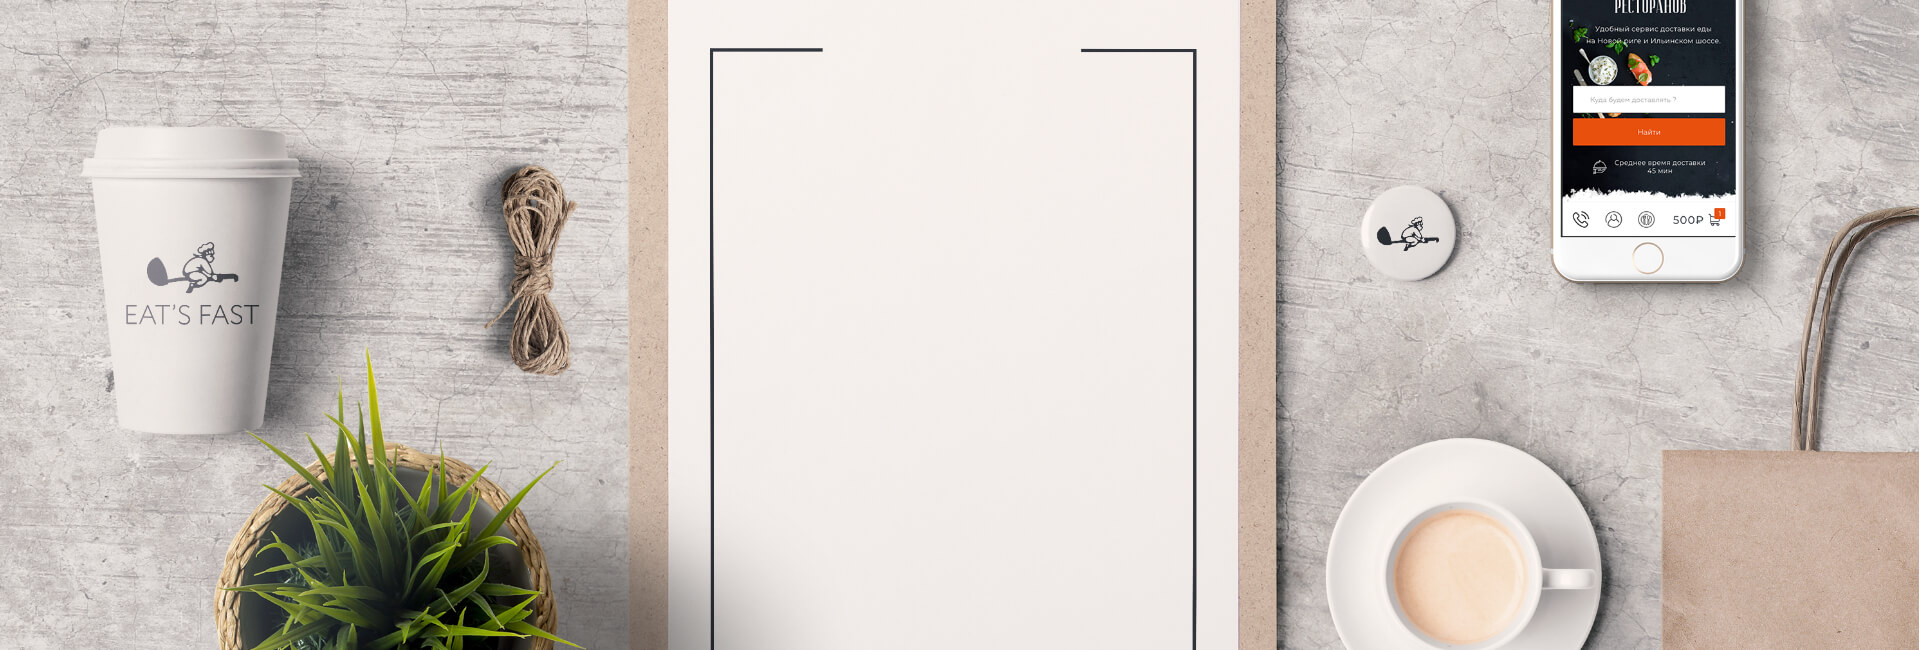 EAT'S FAST
РЕСТОРАНОВ
Удобный сервис доставки еды
на Новой риге и Ильинском шоссе.
Куда будем доставлять ?
Найти
Среднее время доставки
45 мин
500₽
1